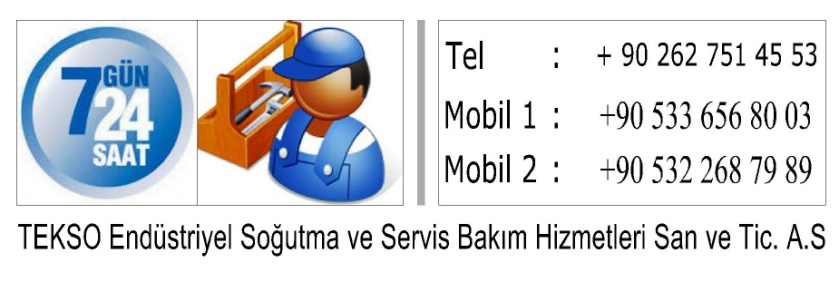 7 GÜN
24
SAAT
Tel : + 90 262 751 45 53
Mobil 1 : +90 533 656 80 03
Mobil 2 : +90 532 268 79 89
TEKSO Endüstriyel Soğutma ve Servis Bakım Hizmetleri San ve Tic. A.S